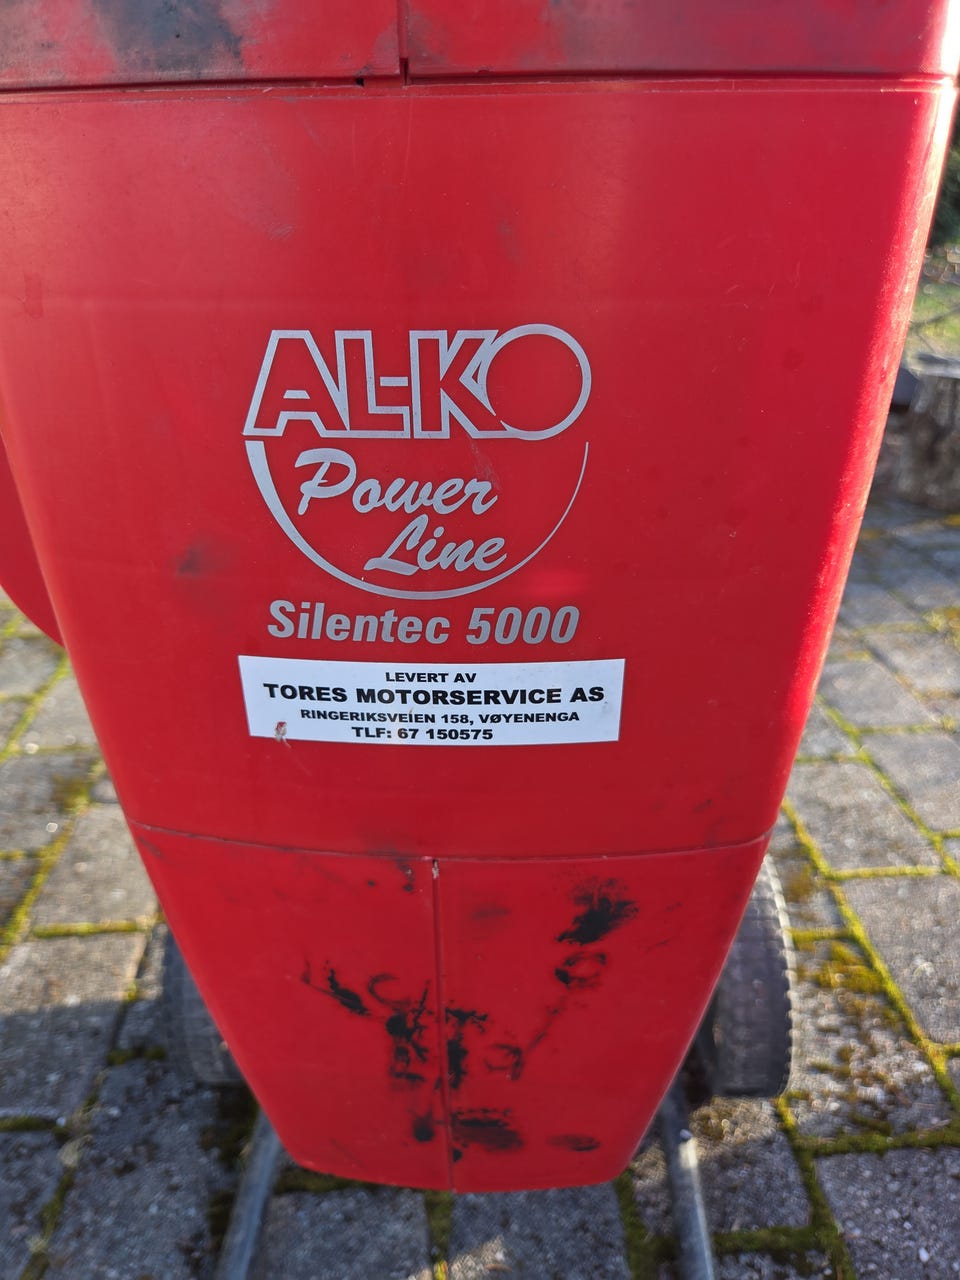 AL-KO
Power
Line
Silentec 5000
LEVERT AV
TORES MOTORSERVICE AS
RINGERIKSVEIEN 158, VØYENENGA
TLF: 67 150575